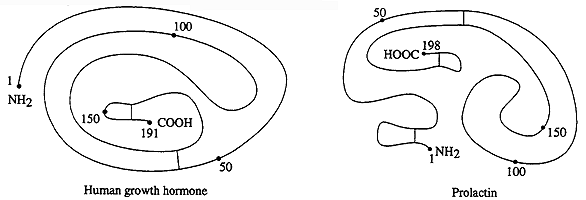 1
NH2
100
150
191
COOH
50
Human growth hormone
50
HOOC
198
150
100
1
NH2
Prolactin